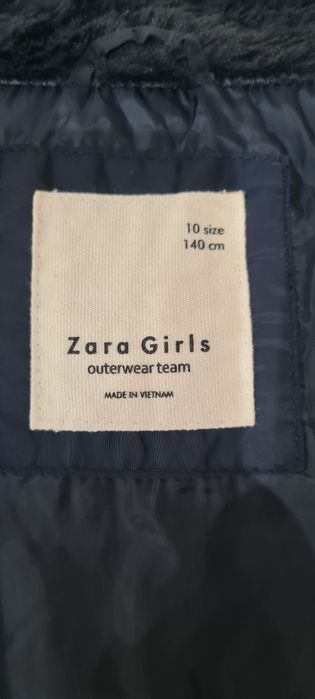 10 size
140 cm
Zara Girls
outerwear team
MADE IN VIETNAM